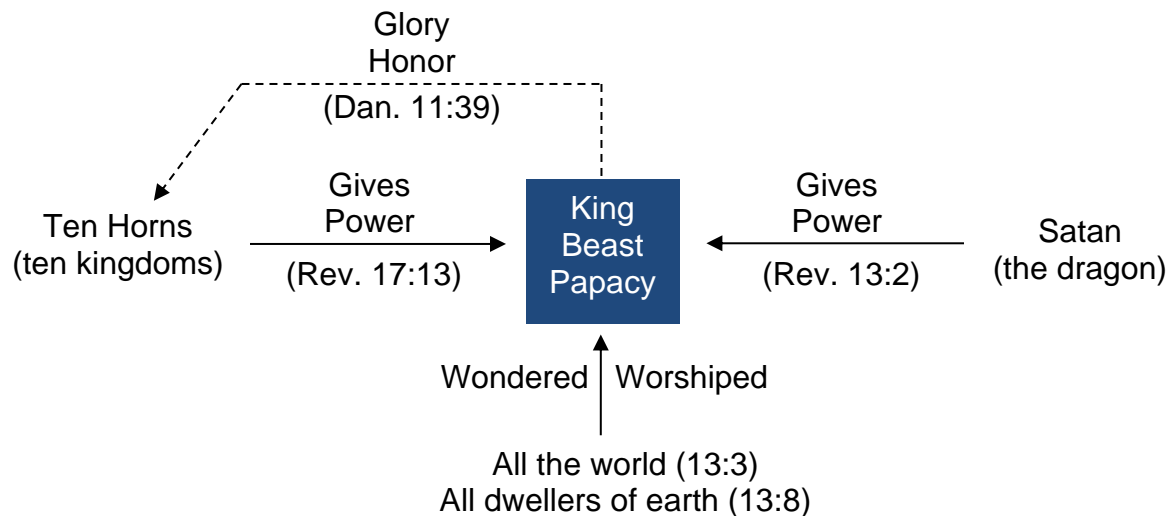 Glory
Honor
(Dan. 11:39)
Ten Horns
(ten kingdoms)
Gives
Power
(Rev. 17:13)
King
Beast
Papacy
Gives
Power
(Rev. 13:2)
Satan
(the dragon)
Wondered Worshiped
All the world (13:3)
All dwellers of earth (13:8)